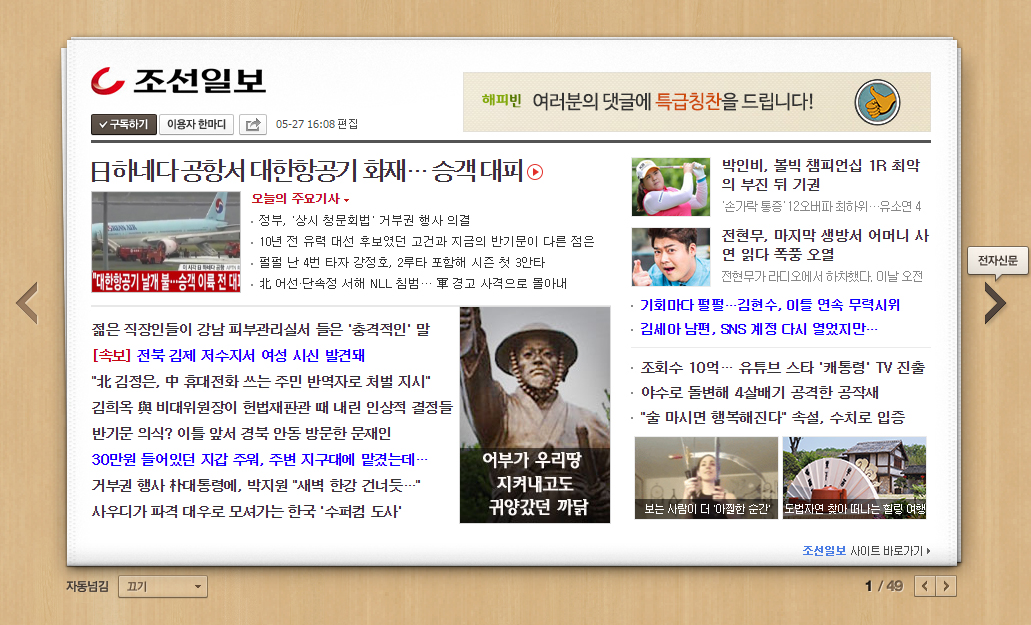 조선일보
구독하기
이용자 한마디
05-27 16:08 편집
해피빈 여러분의 댓글에 특급칭찬을 드립니다!
日하네다 공항서 대한항공기 화재… 승객 대피
오늘의 주요기사
정부, '상시 청문회법' 거부권 행사 의결
10년 전 유력 대선 후보였던 고건과 지금의 반기문이 다른 점은
펄펄 난 4번 타자 강정호, 2루타 포함해 시즌 첫 3안타
北 어선·단속정 서해 NLL 침범… 軍 경고 사격으로 몰아내
대한항공기 날개 불…승객 이륙 전 대피
젊은 직장인들이 강남 피부관리실서 들은 '충격적인' 말
[속보] 전북 김제 저수지서 여성 시신 발견돼
"北 김정은, 中 휴대전화 쓰는 주민 반역자로 처벌 지시"
김희옥 與 비대위원장이 헌법재판관 때 내린 인상적 결정들
반기문 의식? 이틀 앞서 경북 안동 방문한 문재인
30만원 들어있던 지갑 주워, 주변 지구대에 맡겼는데…
거부권 행사 朴대통령에, 박지원 "새벽 한강 건너듯…"
사우디가 파격 대우로 모셔가는 한국 '수퍼컴 도사'
어부가 우리땅
지켜내고도
귀양갔던 까닭
박인비, 볼빅 챔피언십 1R 최악
의 부진 뒤 기권
'손가락 통증' 12오버파 최하위…유소연 4
전현무, 마지막 생방서 어머니 사
연 읽다 폭풍 오열
전현무가 라디오에서 하차했다. 이날 오전
기회마다 펄펄…김현수, 이틀 연속 무력시위
김세아 남편, SNS 계정 다시 열었지만…
조회수 10억… 유튜브 스타 '캐통령' TV 진출
야수로 돌변해 4살배기 공격한 공작새
"술 마시면 행복해진다" 속설, 수치로 입증
보는 사람이 더 '아찔한 순간'
도법자연 찾아 떠나는 힐링 여행
조선일보 사이트 바로가기
전자신문
자동넘김
끄기
1 / 49